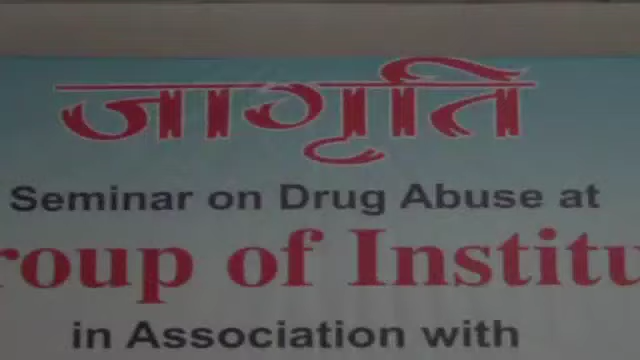 जागृति
Seminar on Drug Abuse at
roup of Institu
in Association with